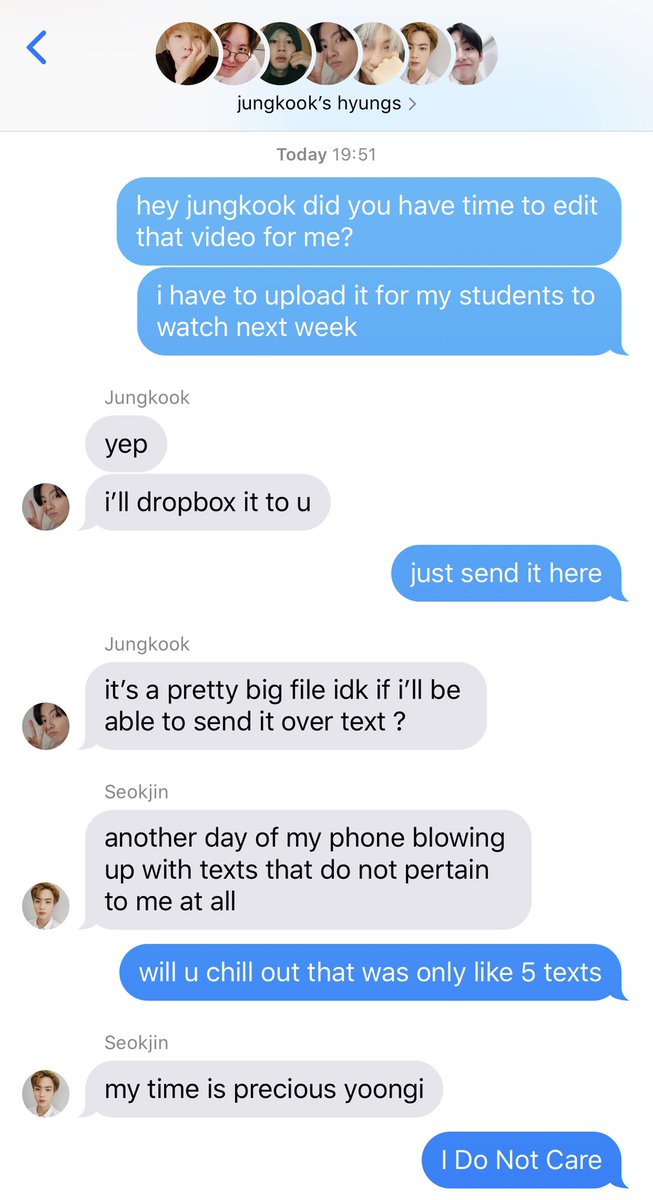 jungkook’s hyungs >
Today 19:51
hey jungkook did you have time to edit
that video for me?
i have to upload it for my students to
watch next week
Jungkook
yep
i’ll dropbox it to u
just send it here
Jungkook
it’s a pretty big file idk if i’ll be
able to send it over text ?
Seokjin
another day of my phone blowing
up with texts that do not pertain
to me at all
will u chill out that was only like 5 texts
Seokjin
my time is precious yoongi
I Do Not Care